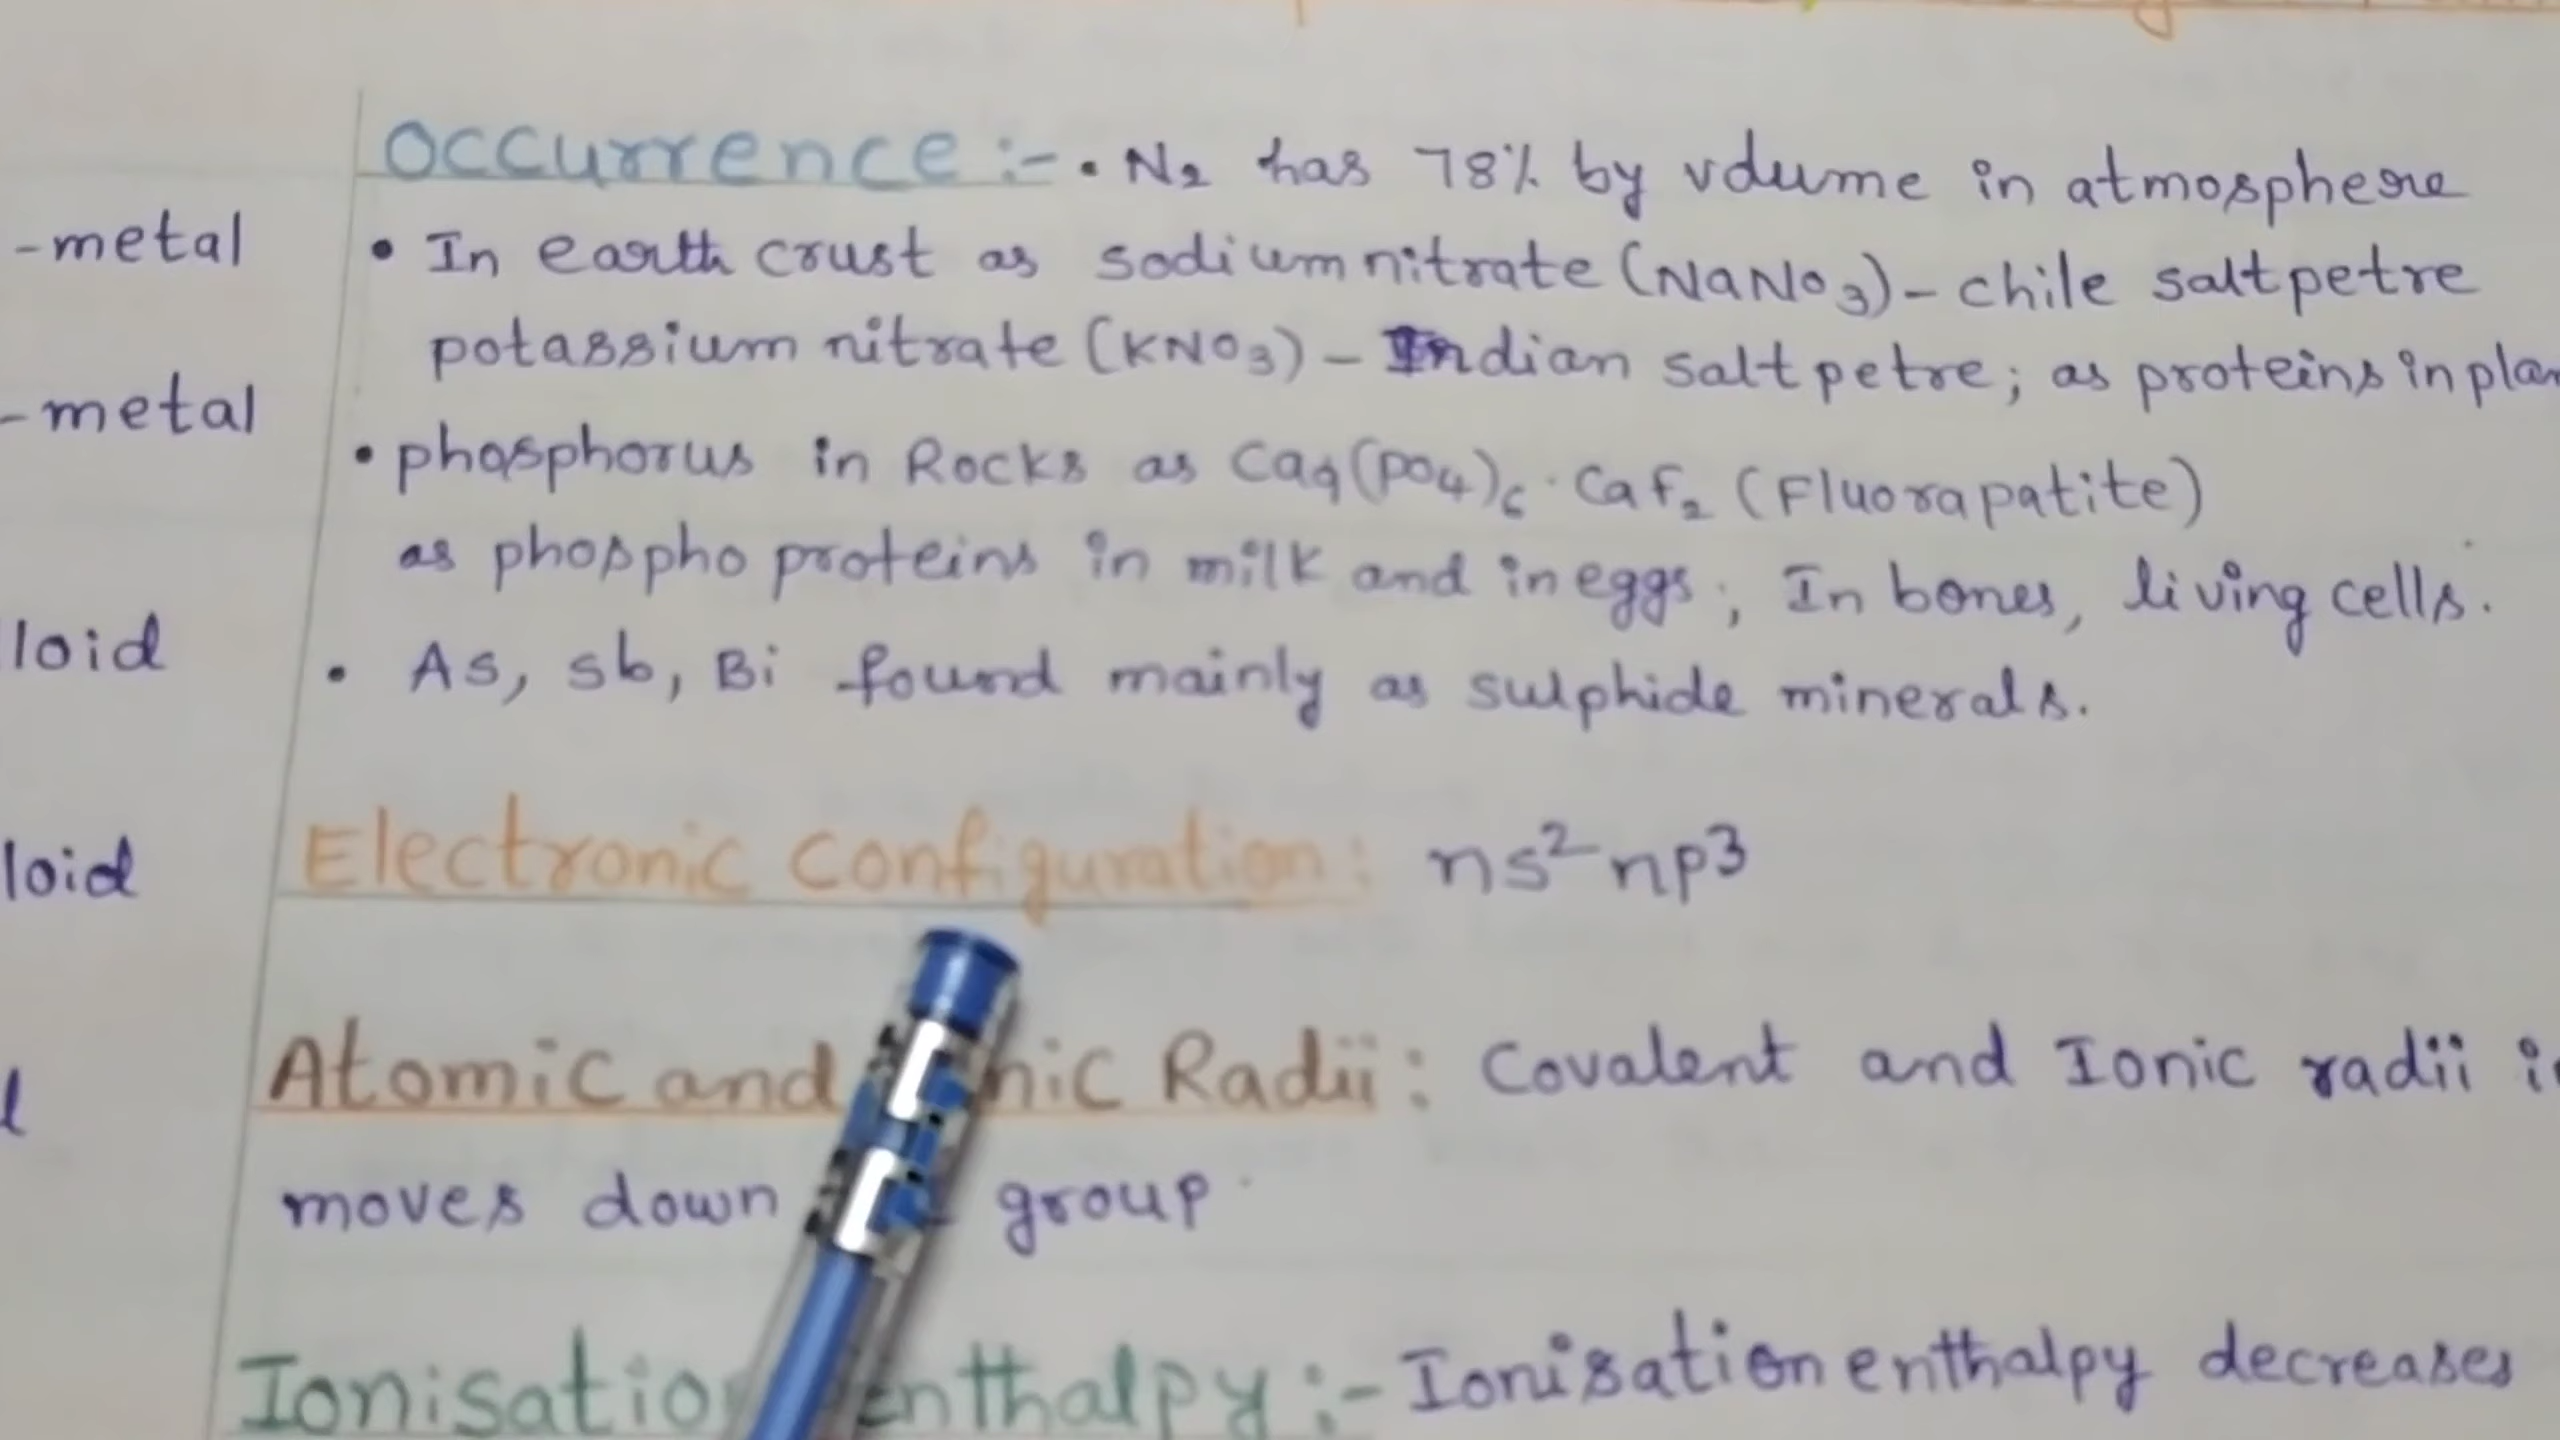 Occurrence :- • N₂ has 78% by volume in atmosphere
-metal
• In earth crust as sodium nitrate (NaNO₃) - chile saltpetre
potassium nitrate (KNO₃) - Indian saltpetre; as proteins in plan
-metal
• phosphorus in Rocks as Ca₉(PO₄)₆·CaF₂ (Fluorapatite)
as phospho proteins in milk and in eggs; In bones, living cells.
loid
• As, Sb, Bi found mainly as sulphide minerals.
loid
Electronic Configuration: ns² np³
Atomic and nic Radii: Covalent and Ionic radii in
l
moves down group
Ionisatio enthalpy :- Ionisation enthalpy decreases